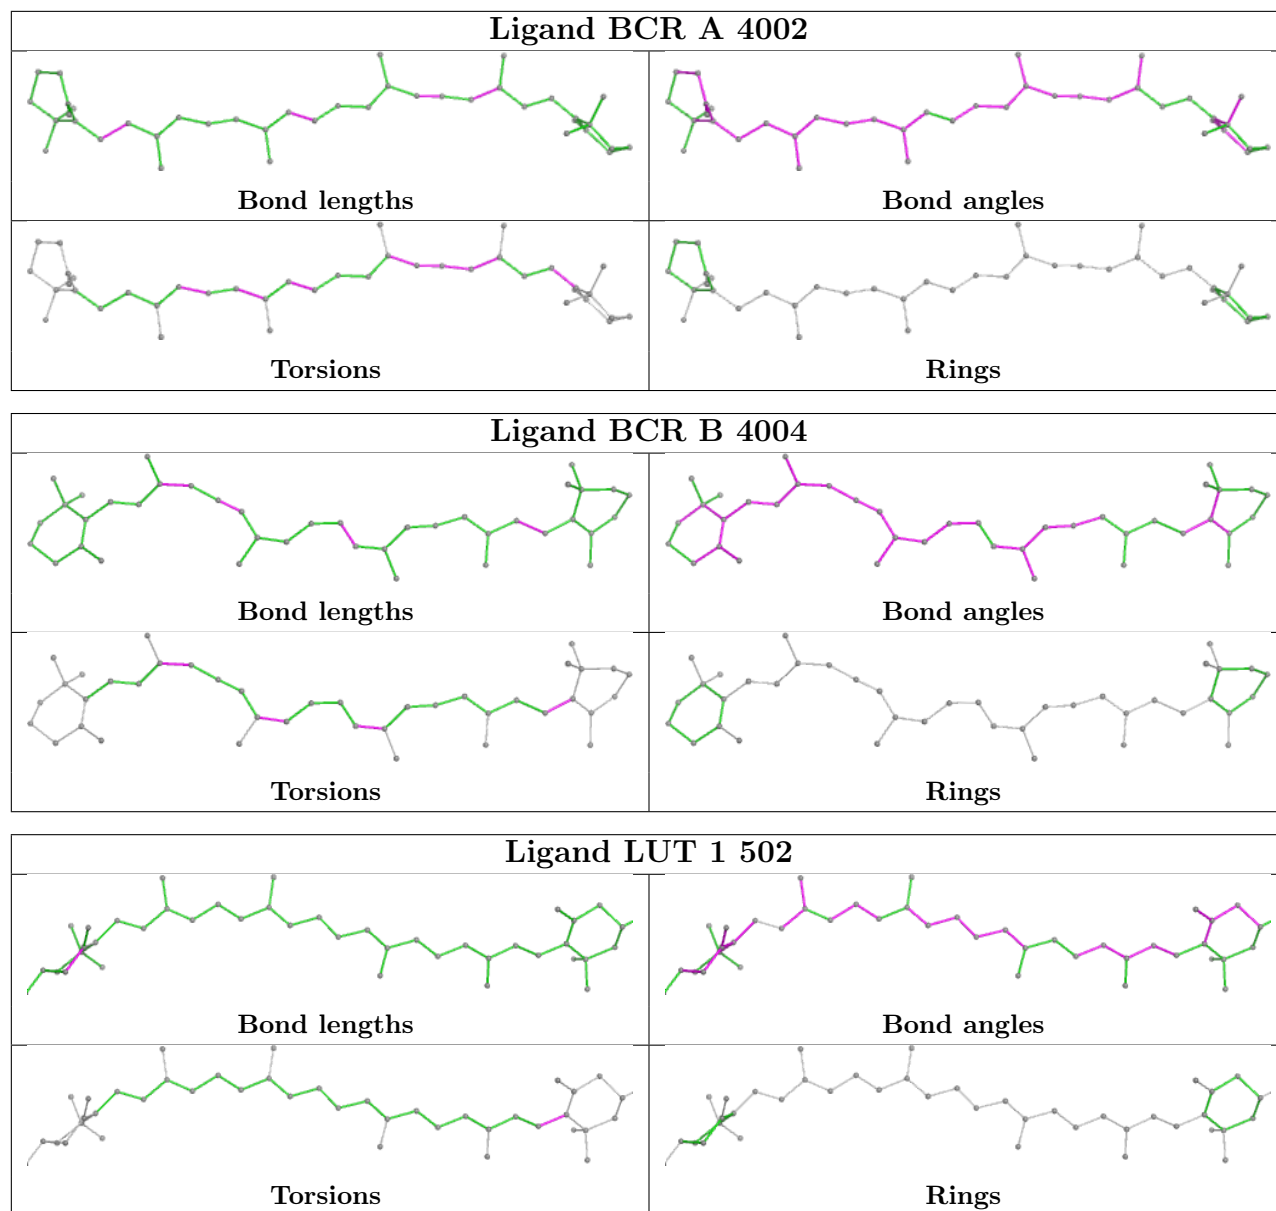 Ligand BCR A 4002
Bond lengths
Bond angles
Torsions
Rings
Ligand BCR B 4004
Bond lengths
Bond angles
Torsions
Rings
Ligand LUT 1 502
Bond lengths
Bond angles
Torsions
Rings